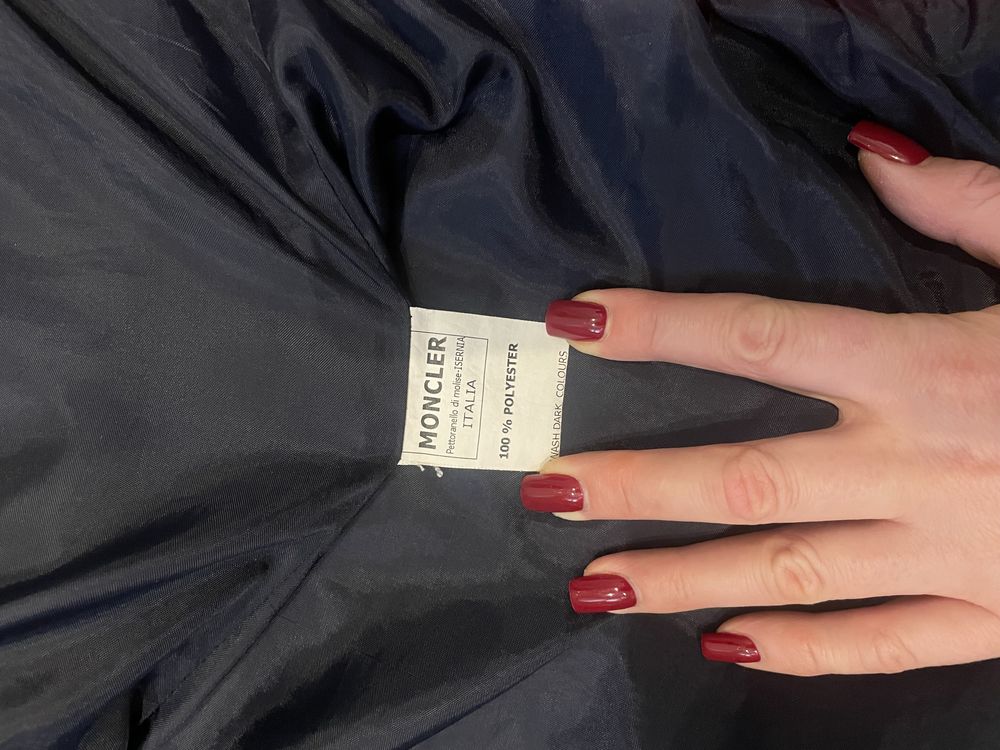 MONCLER
Pettoranello di molise-ISERNIA
ITALIA
100 % POLYESTER
WASH DARK COLOURS